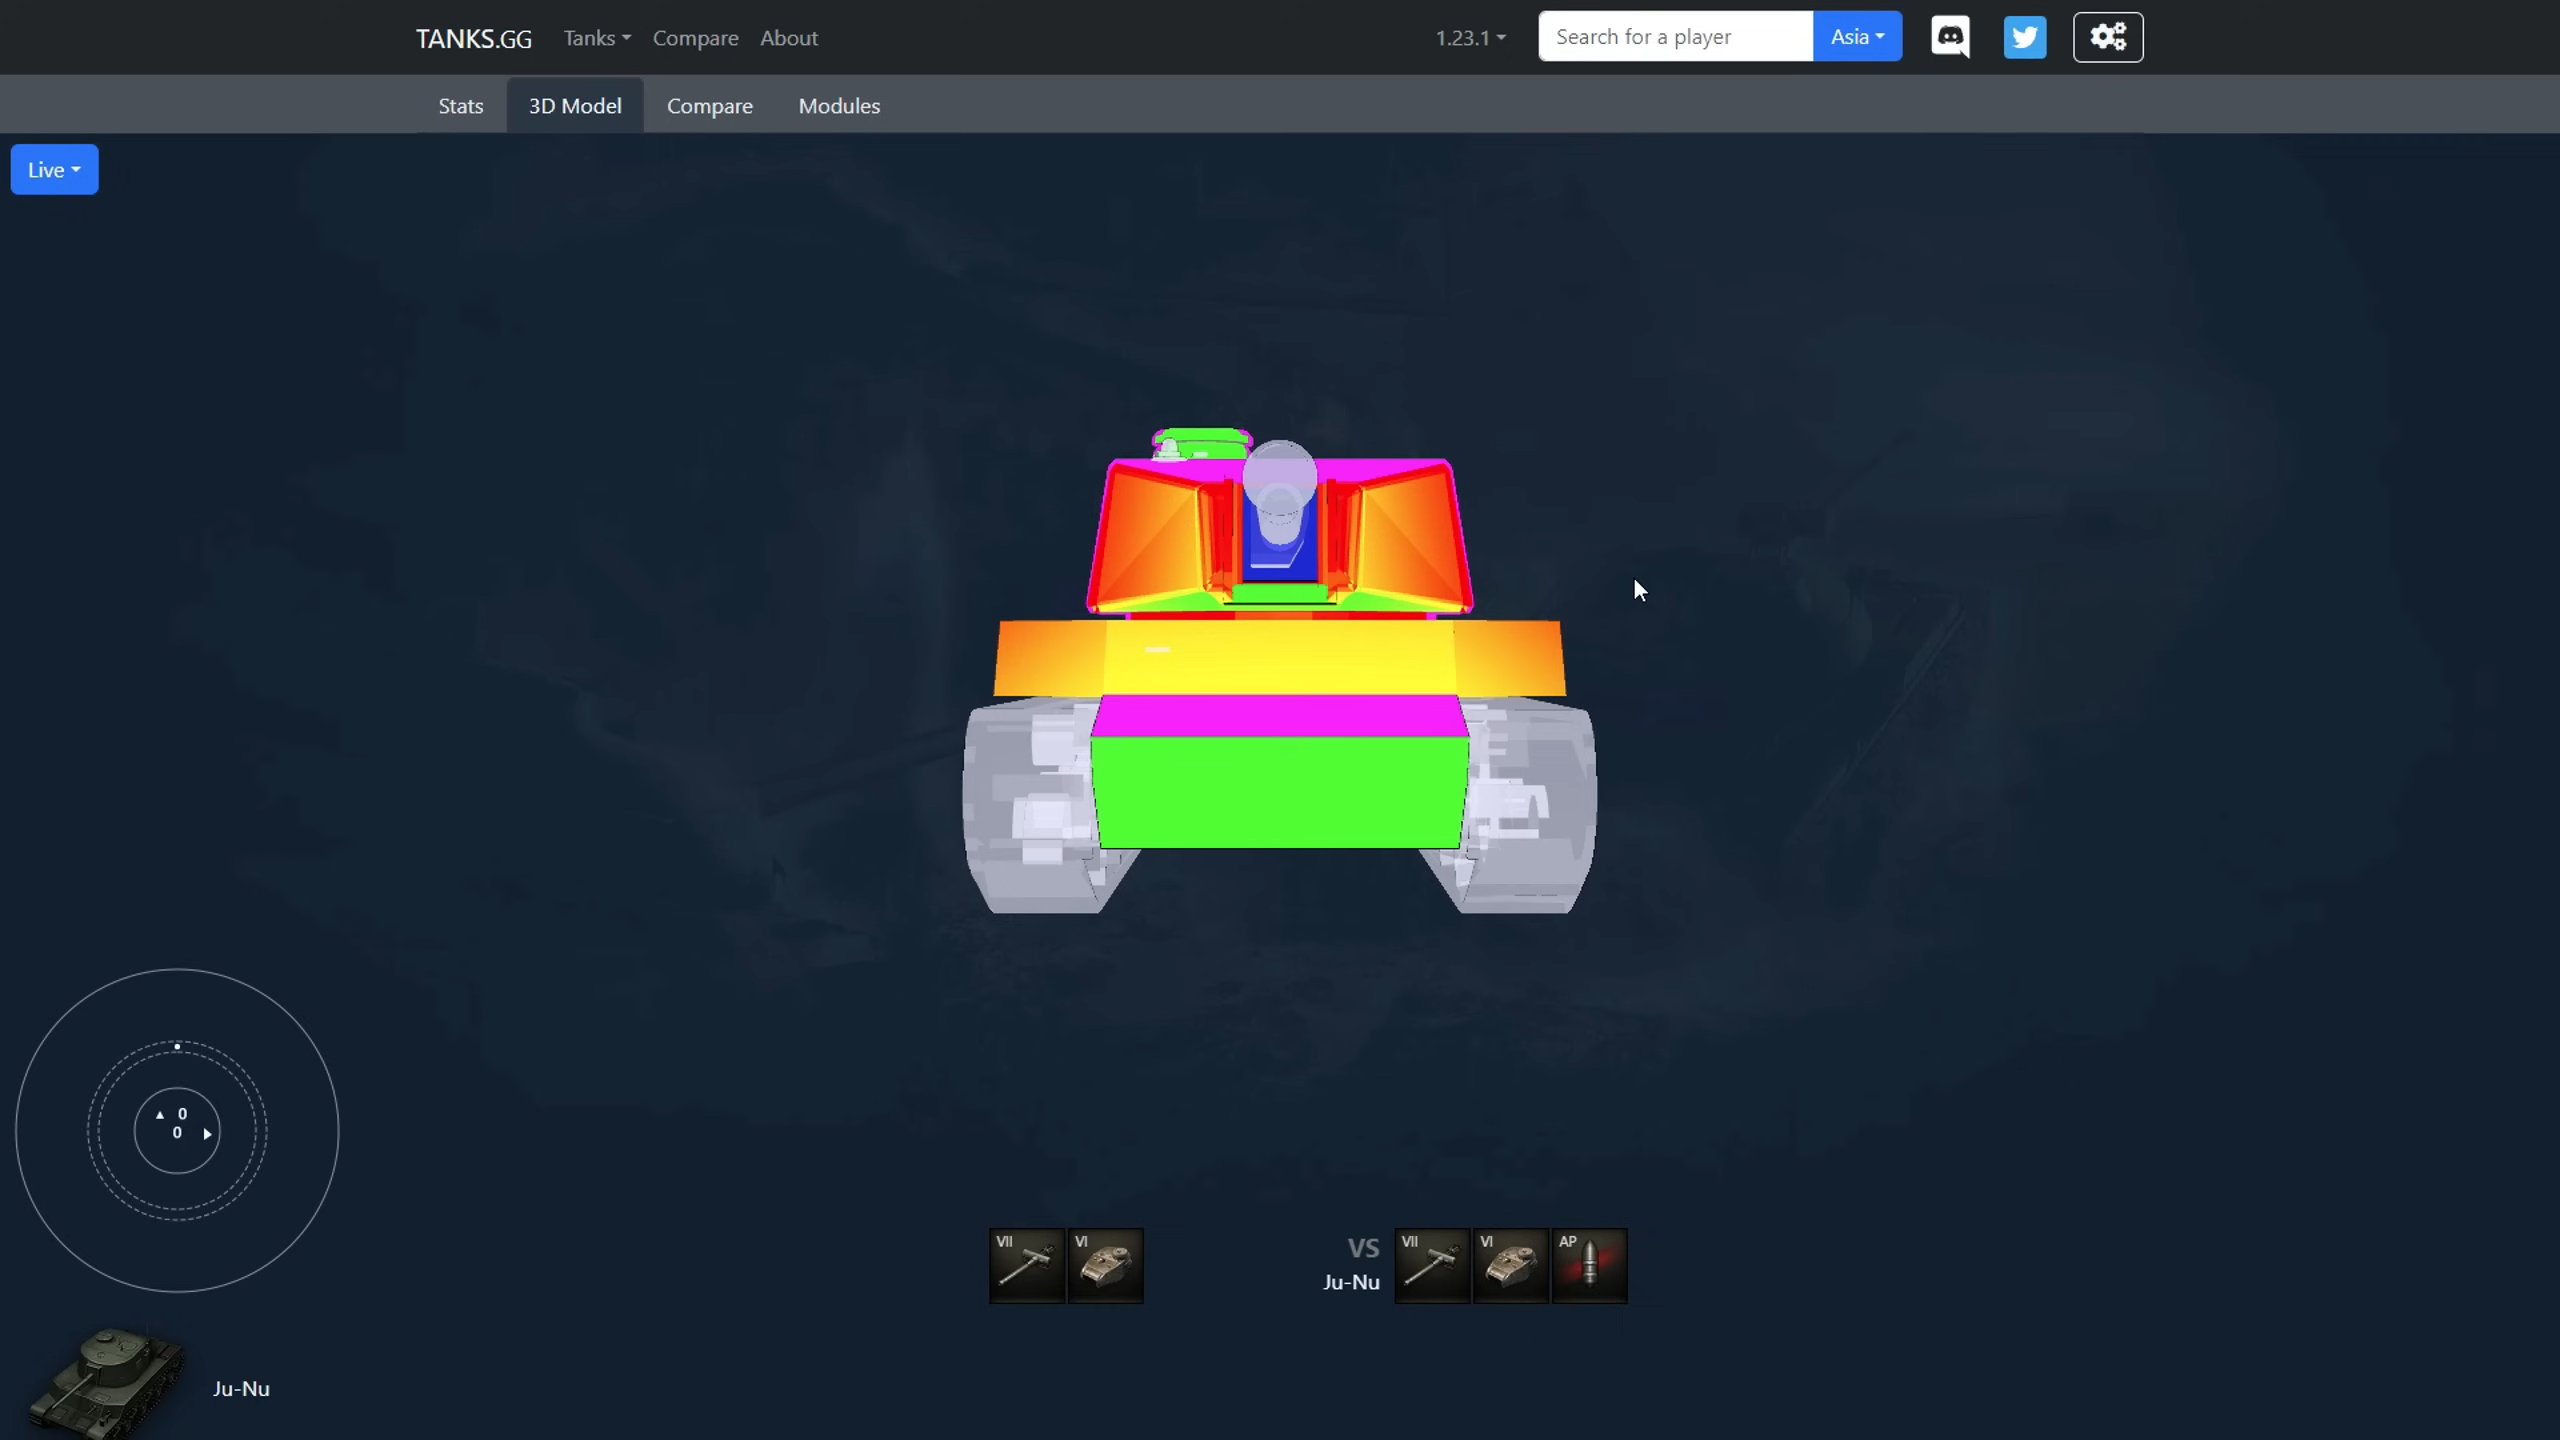 TANKS.GG Tanks Compare About 1.23.1 Search for a player Asia
Stats 3D Model Compare Modules
Live
0
0
VII VI
VS
Ju-Nu
VII VI AP
Ju-Nu